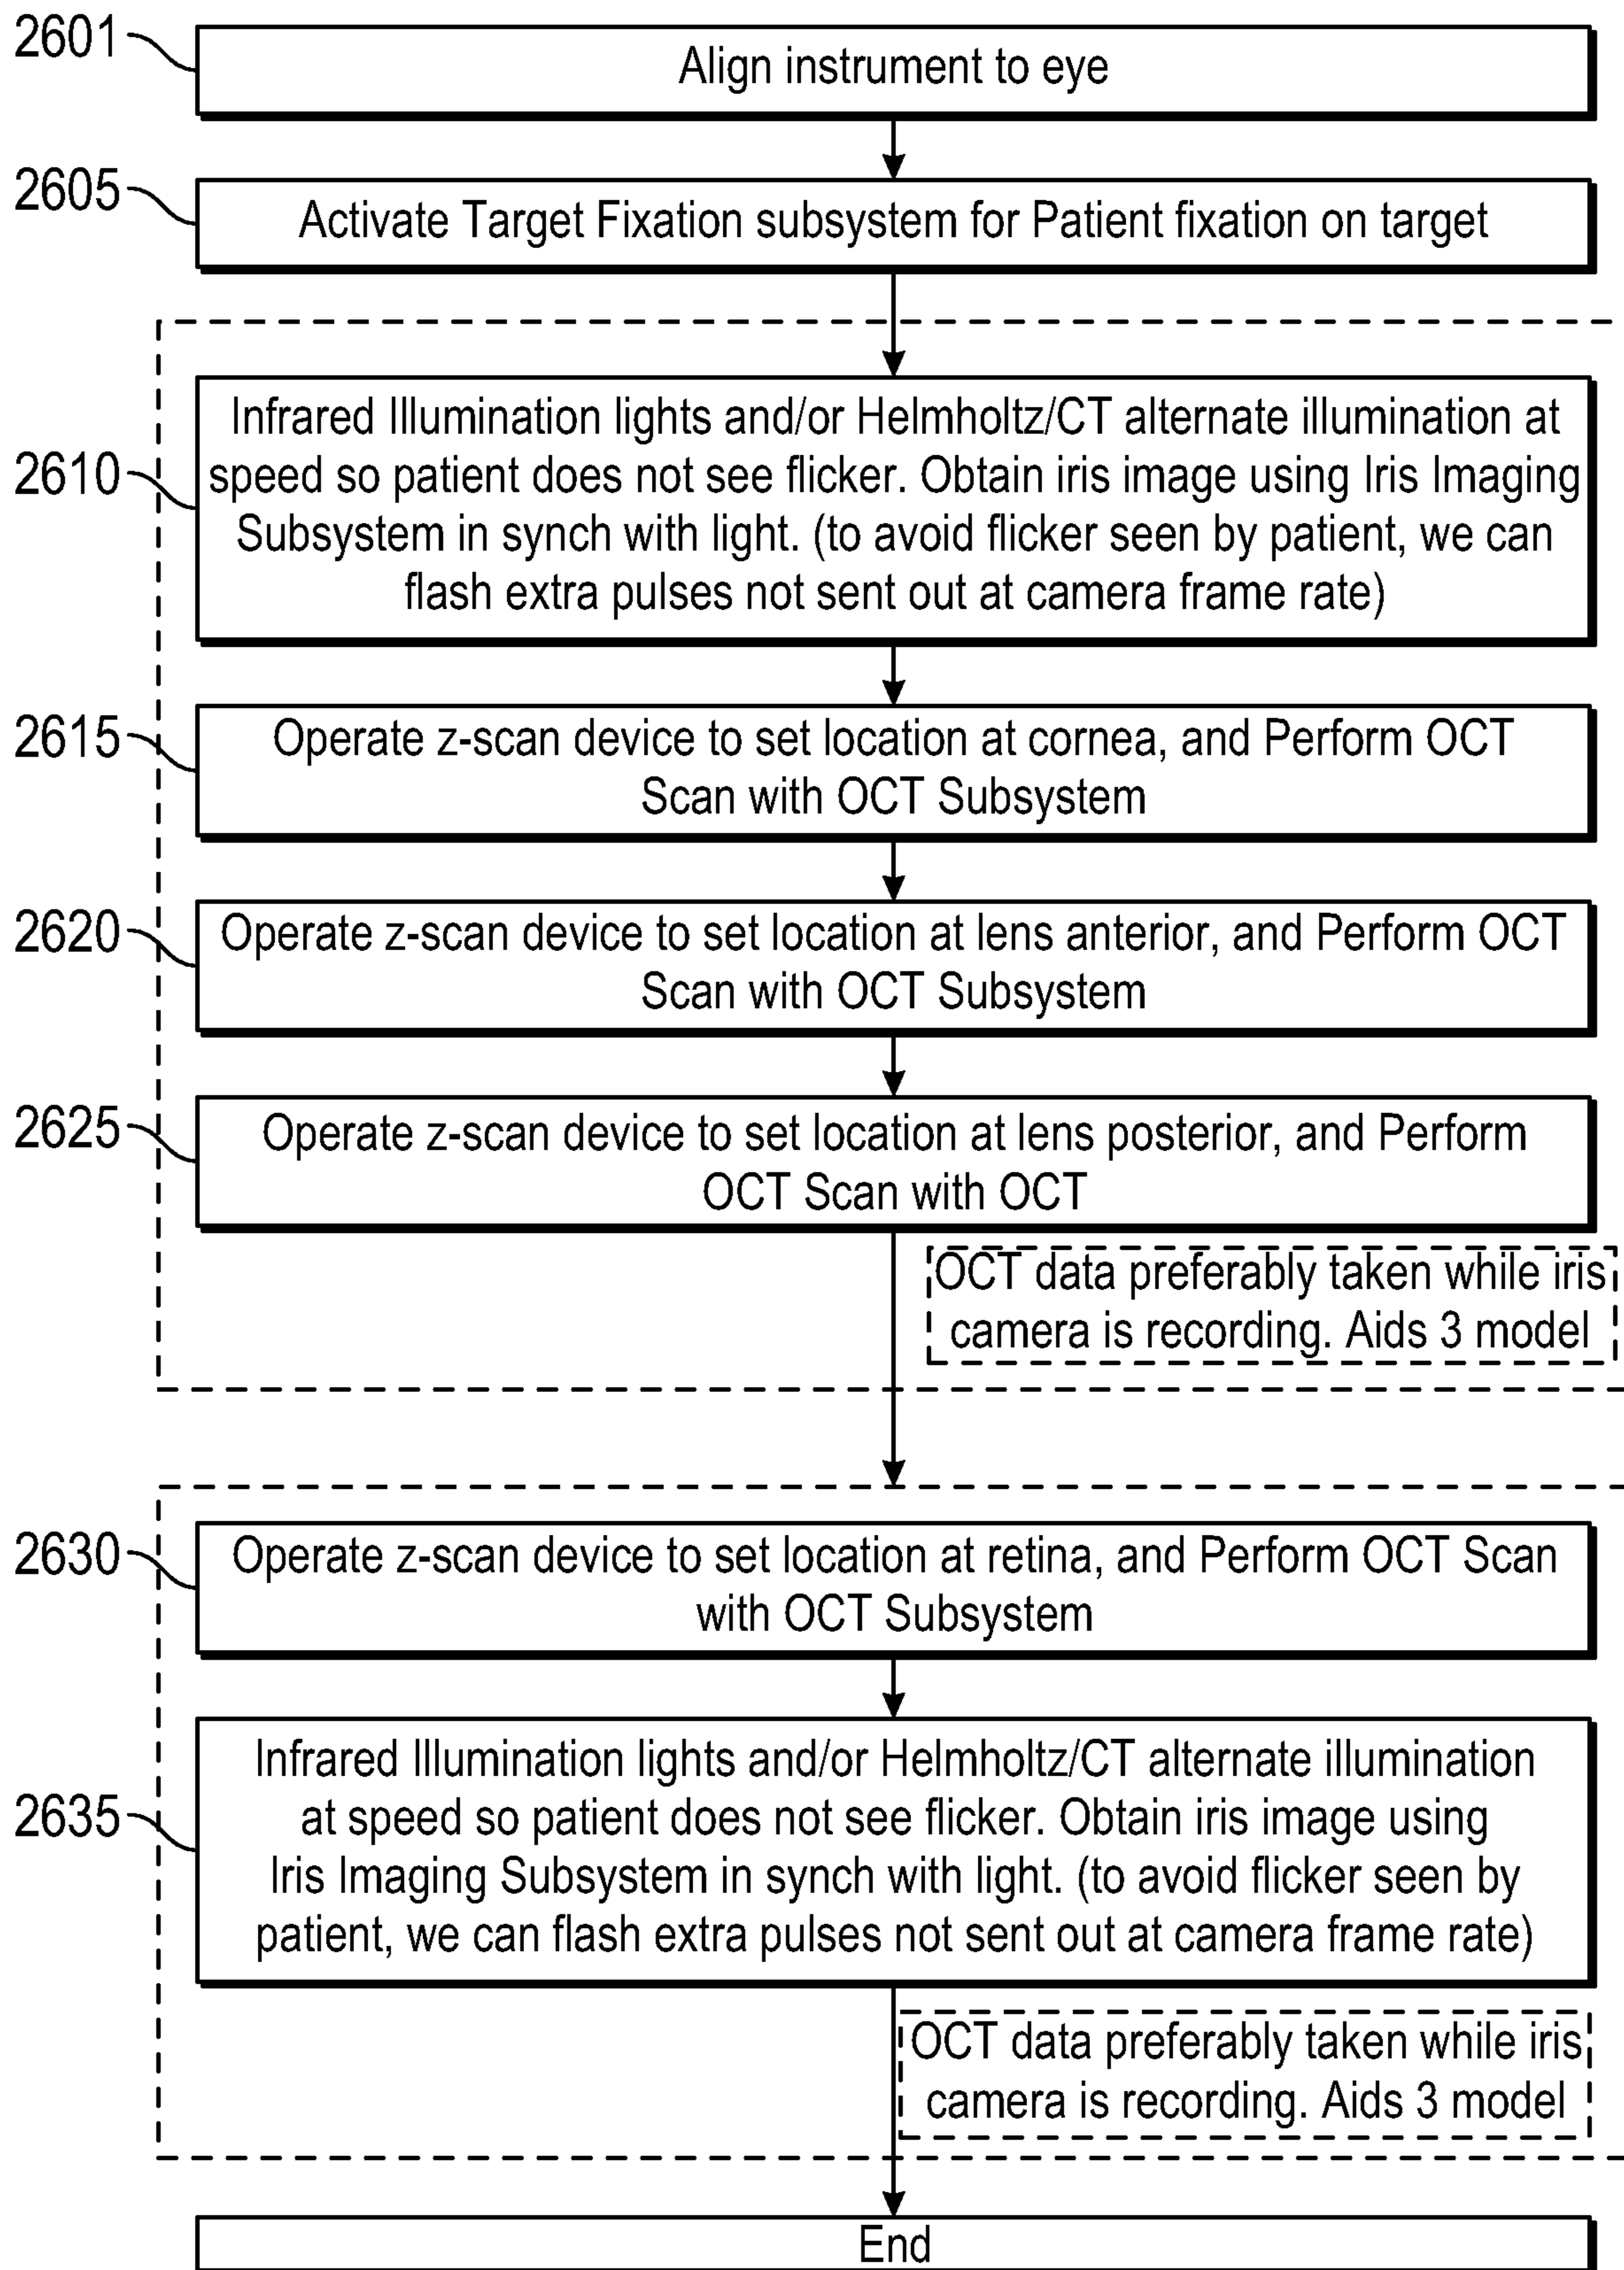 2601
Align instrument to eye
2605
Activate Target Fixation subsystem for Patient fixation on target
2610
Infrared Illumination lights and/or Helmholtz/CT alternate illumination at
speed so patient does not see flicker. Obtain iris image using Iris Imaging
Subsystem in synch with light. (to avoid flicker seen by patient, we can
flash extra pulses not sent out at camera frame rate)
2615
Operate z-scan device to set location at cornea, and Perform OCT
Scan with OCT Subsystem
2620
Operate z-scan device to set location at lens anterior, and Perform OCT
Scan with OCT Subsystem
2625
Operate z-scan device to set location at lens posterior, and Perform
OCT Scan with OCT
OCT data preferably taken while iris
camera is recording. Aids 3 model
2630
Operate z-scan device to set location at retina, and Perform OCT Scan
with OCT Subsystem
2635
Infrared Illumination lights and/or Helmholtz/CT alternate illumination
at speed so patient does not see flicker. Obtain iris image using
Iris Imaging Subsystem in synch with light. (to avoid flicker seen by
patient, we can flash extra pulses not sent out at camera frame rate)
OCT data preferably taken while iris
camera is recording. Aids 3 model
End